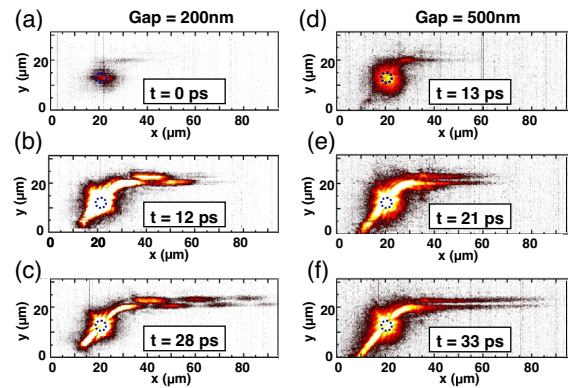 Gap = 200nm
Gap = 500nm
(a)
y (µm)
20
0
t = 0 ps
0 20 40 60 80
x (µm)
(d)
y (µm)
20
0
t = 13 ps
0 20 40 60 80
x (µm)
(b)
y (µm)
20
0
t = 12 ps
0 20 40 60 80
x (µm)
(e)
y (µm)
20
0
t = 21 ps
0 20 40 60 80
x (µm)
(c)
y (µm)
20
0
t = 28 ps
0 20 40 60 80
x (µm)
(f)
y (µm)
20
0
t = 33 ps
0 20 40 60 80
x (µm)